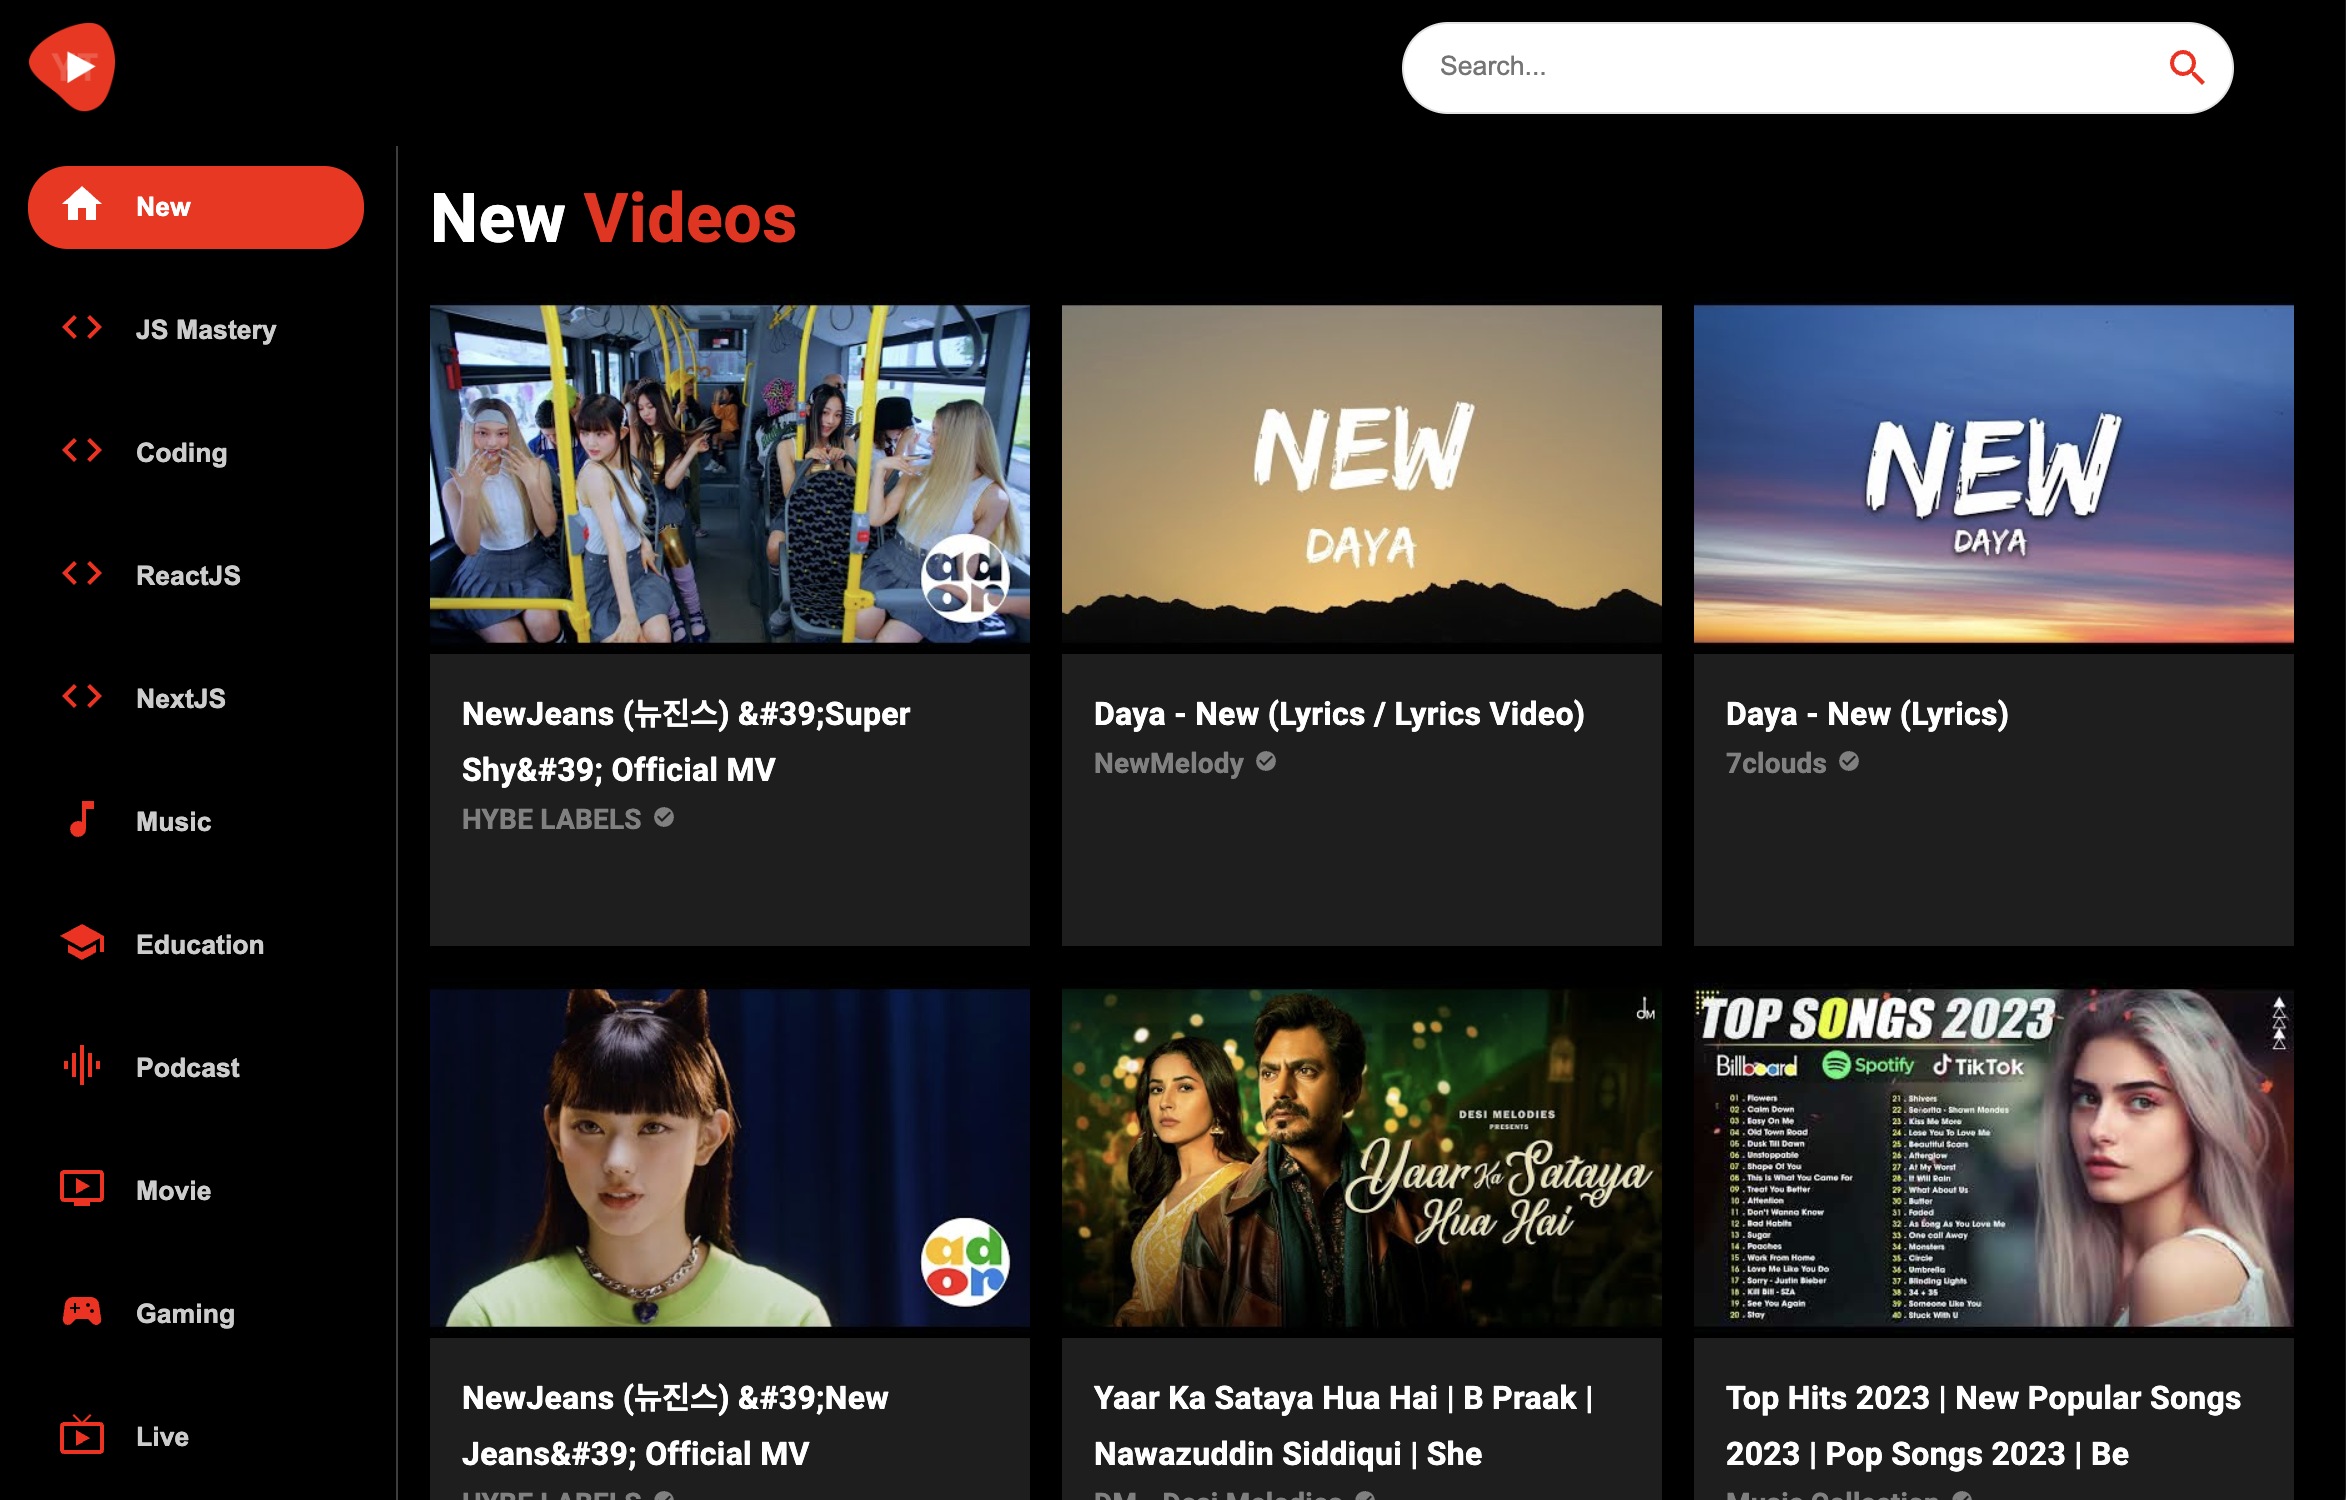 YT
Search...
New
JS Mastery
Coding
ReactJS
NextJS
Music
Education
Podcast
Movie
Gaming
Live
New Videos
ador
NEW
DAYA
NEW
DAYA
NewJeans (뉴진스) &#39;Super
Shy&#39; Official MV
HYBE LABELS
Daya - New (Lyrics / Lyrics Video)
NewMelody
Daya - New (Lyrics)
7clouds
ador
DM
DESI MELODIES
PRESENTS
Yaar Ka Sataya
Hua Hai
TOP SONGS 2023
Billboard Spotify TikTok
01 . Flowers
02 . Calm Down
03 . Easy On Me
04 . Old Town Road
05 . Dusk Till Dawn
06 . Unstoppable
07 . Shape Of You
08 . This Is What You Came For
09 . Treat You Better
10 . Attention
11 . Don't Wanna Know
12 . Bad Habits
13 . Sugar
14 . Peaches
15 . Work From Home
16 . Love Me Like You Do
17 . Sorry - Justin Bieber
18 . Kill Bill - SZA
19 . See You Again
20 . Stay
21 . Shivers
22 . Señorita - Shawn Mendes
23 . Kiss Me More
24 . Lose You To Love Me
25 . Beautiful Scars
26 . Afterglow
27 . At My Worst
28 . It Will Rain
29 . What About Us
30 . Butter
31 . Faded
32 . As Long As You Love Me
33 . One call Away
34 . Monsters
35 . Circle
36 . Umbrella
37 . Blinding Lights
38 . 34 + 35
39 . Someone Like You
40 . Stuck With U
NewJeans (뉴진스) &#39;New
Jeans&#39; Official MV
HYBE LABELS
Yaar Ka Sataya Hua Hai | B Praak |
Nawazuddin Siddiqui | She
DM - Desi Melodies
Top Hits 2023 | New Popular Songs
2023 | Pop Songs 2023 | Be
Music Collection